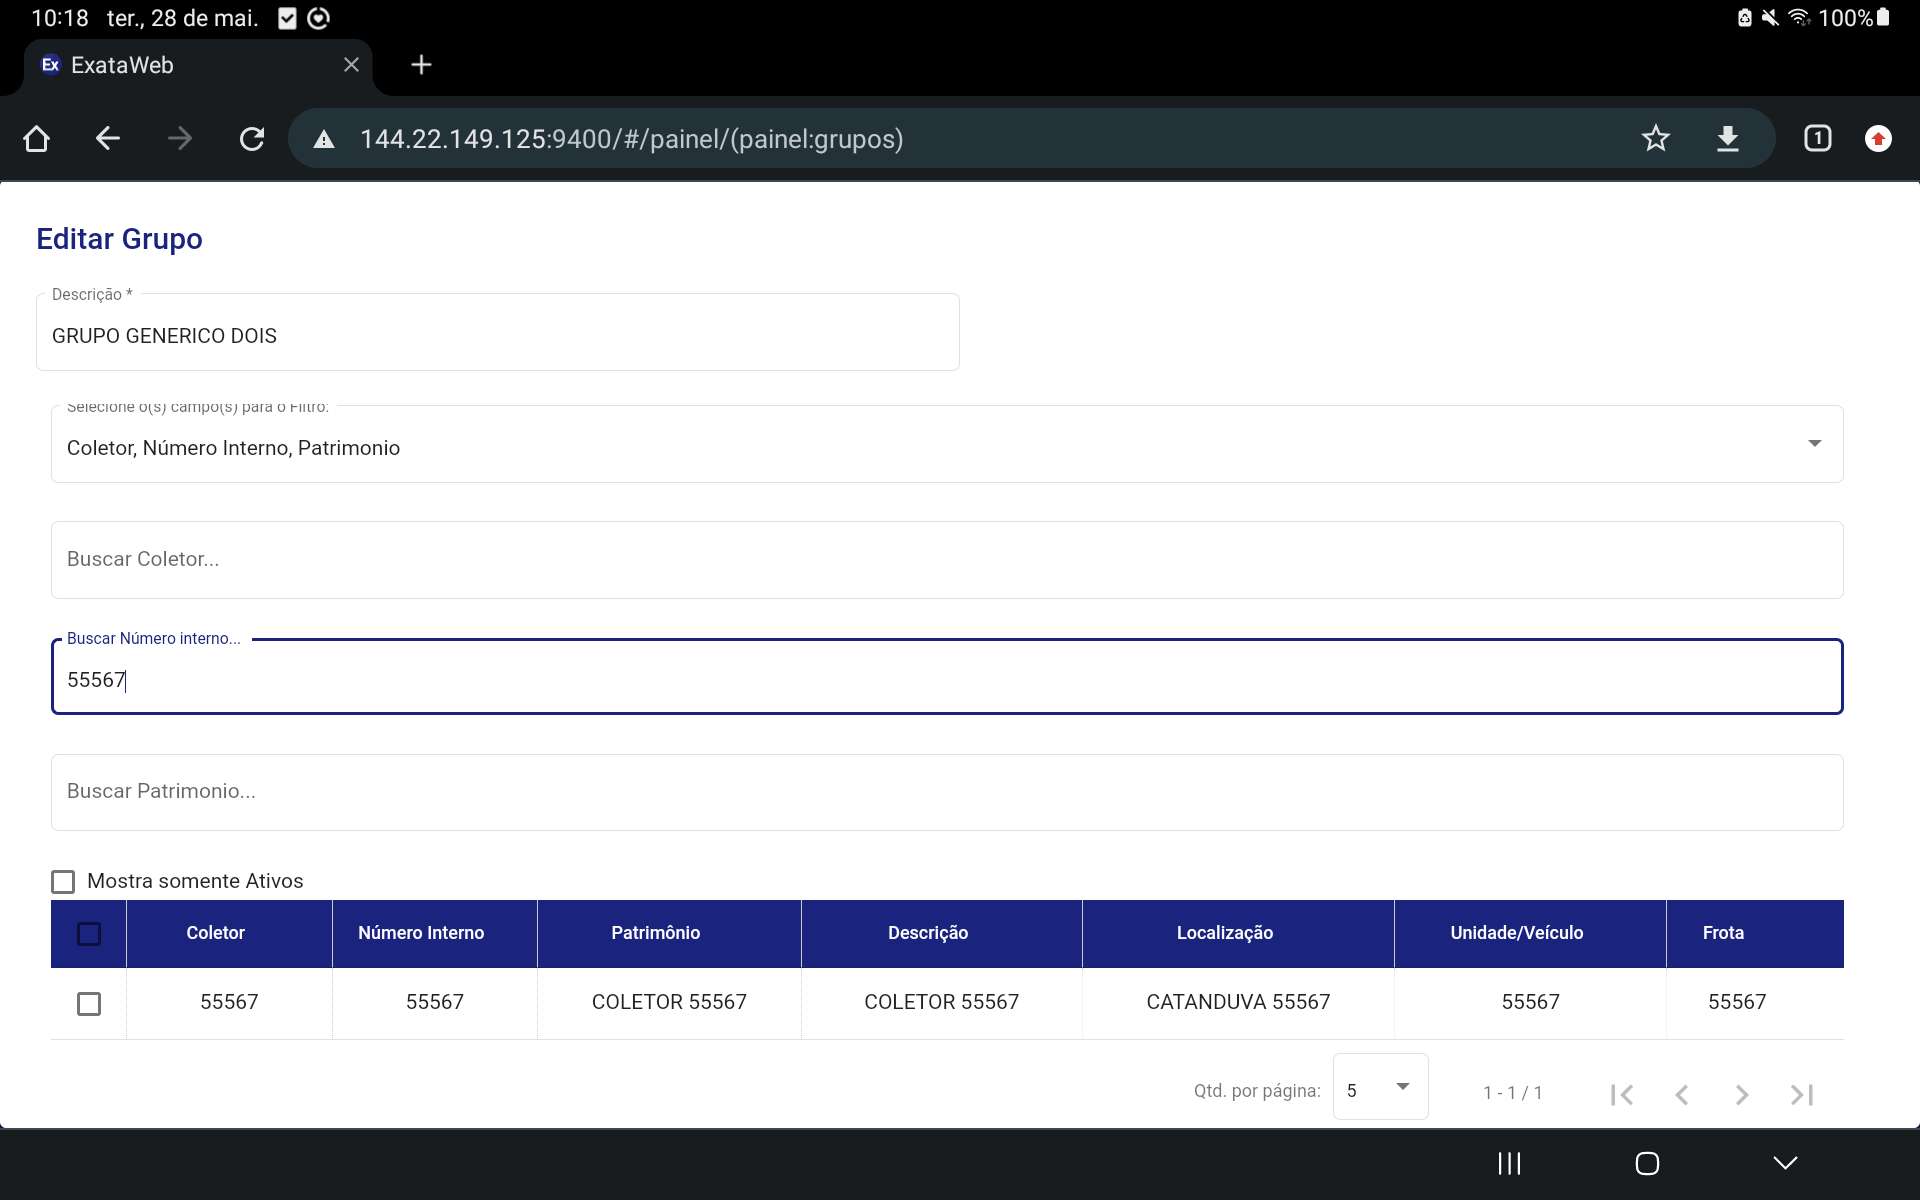 10:18 ter., 28 de mai. 100%
Ex ExataWeb
144.22.149.125:9400/#/painel/(painel:grupos) 1
Editar Grupo
Descrição *
GRUPO GENERICO DOIS
Selecione o(s) campo(s) para o Filtro:
Coletor, Número Interno, Patrimonio
Buscar Coletor...
Buscar Número interno...
55567
Buscar Patrimonio...
Mostra somente Ativos
Coletor Número Interno Patrimônio Descrição Localização Unidade/Veículo Frota
55567 55567 COLETOR 55567 COLETOR 55567 CATANDUVA 55567 55567 55567
Qtd. por página: 5 1 - 1 / 1